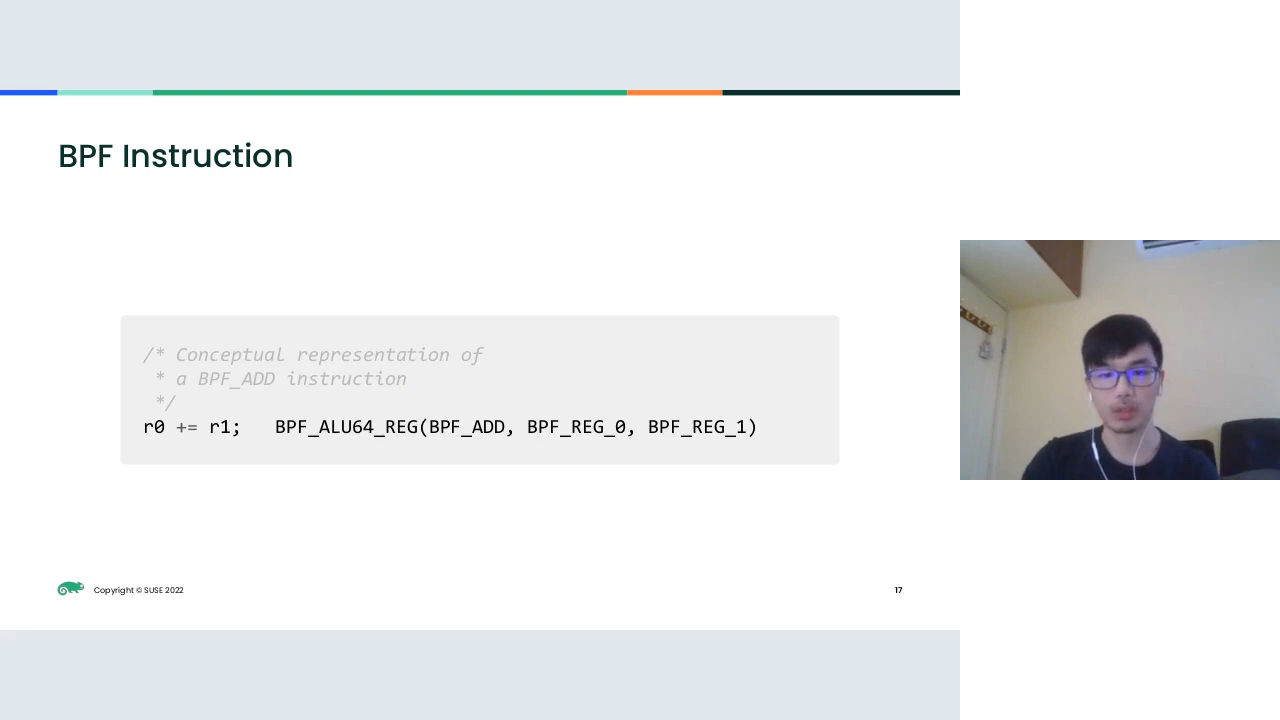 BPF Instruction
/* Conceptual representation of
 * a BPF_ADD instruction
 */
r0 += r1;   BPF_ALU64_REG(BPF_ADD, BPF_REG_0, BPF_REG_1)
Copyright © SUSE 2022
17